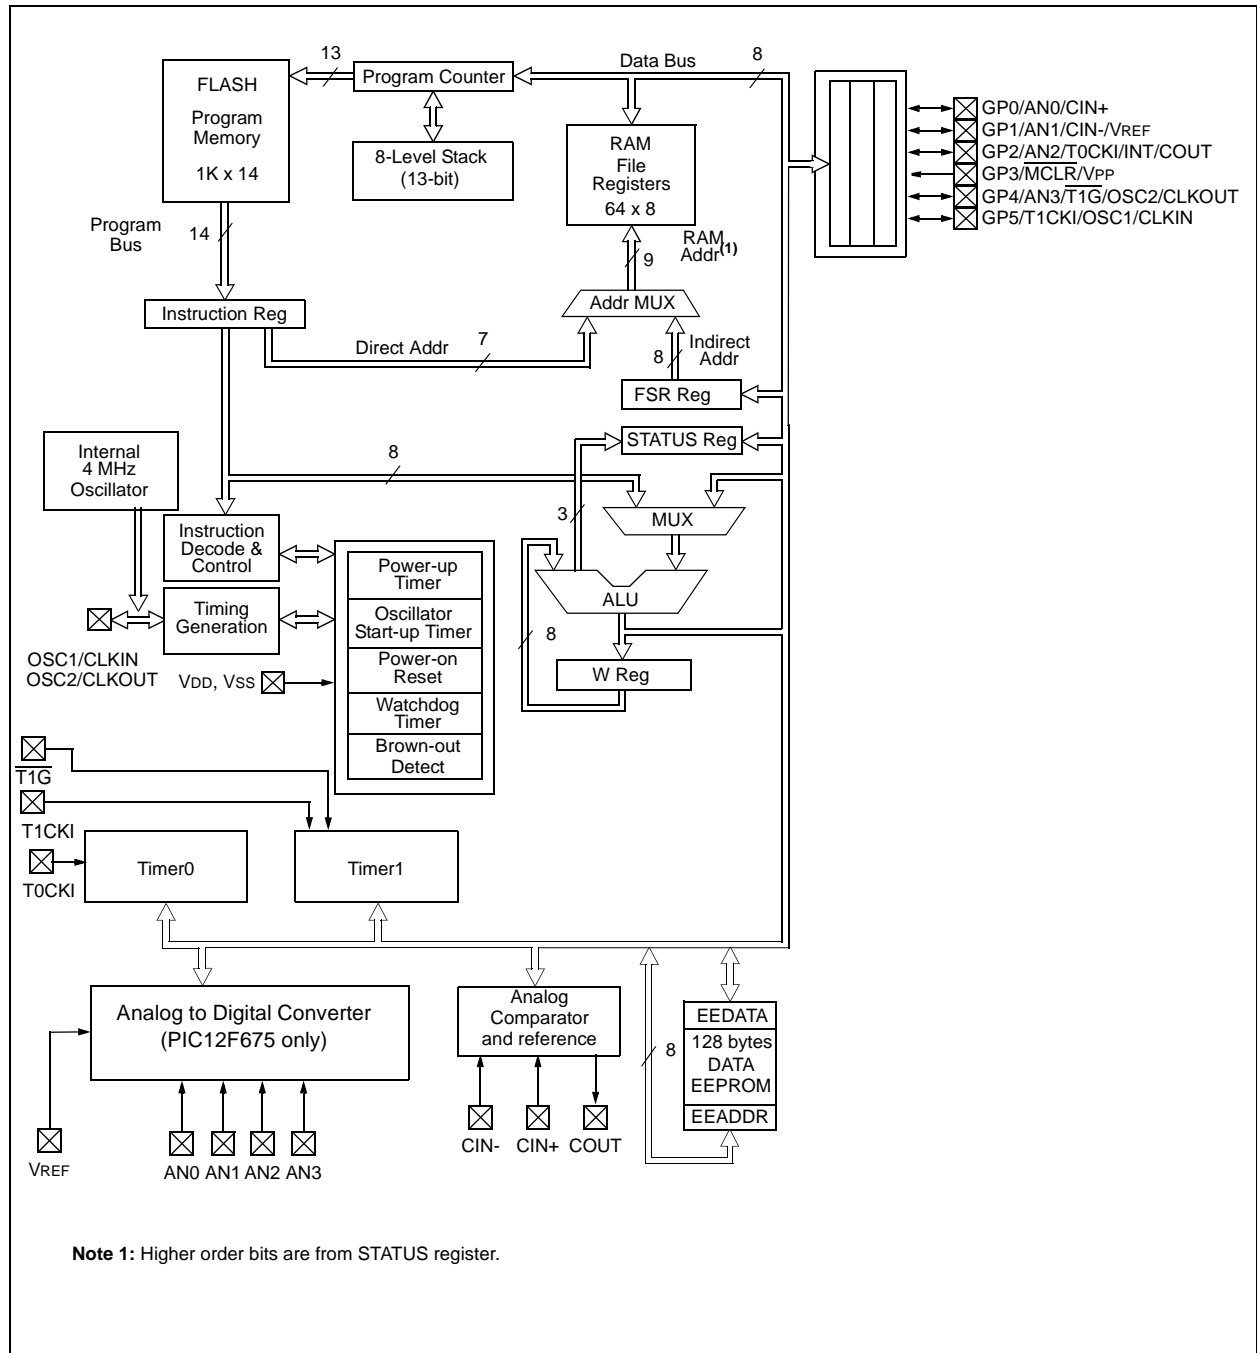 13
Data Bus
8
FLASH
Program
Memory
1K x 14
Program Counter
8-Level Stack
(13-bit)
RAM
File
Registers
64 x 8
GP0/AN0/CIN+
GP1/AN1/CIN-/VREF
GP2/AN2/T0CKI/INT/COUT
GP3/MCLR/VPP
GP4/AN3/T1G/OSC2/CLKOUT
GP5/T1CKI/OSC1/CLKIN
Program
Bus
14
RAM
Addr(1)
9
Addr MUX
Instruction Reg
Direct Addr
7
Indirect
Addr
8
FSR Reg
STATUS Reg
8
Internal
4 MHz
Oscillator
3
MUX
Instruction
Decode &
Control
Power-up
Timer
Timing
Generation
Oscillator
Start-up Timer
ALU
8
OSC1/CLKIN
OSC2/CLKOUT
VDD, VSS
Power-on
Reset
W Reg
Watchdog
Timer
Brown-out
Detect
T1G
T1CKI
T0CKI
Timer0
Timer1
Analog to Digital Converter
(PIC12F675 only)
Analog
Comparator
and reference
EEDATA
8
128 bytes
DATA
EEPROM
EEADDR
VREF
AN0 AN1 AN2 AN3
CIN- CIN+ COUT
Note 1: Higher order bits are from STATUS register.